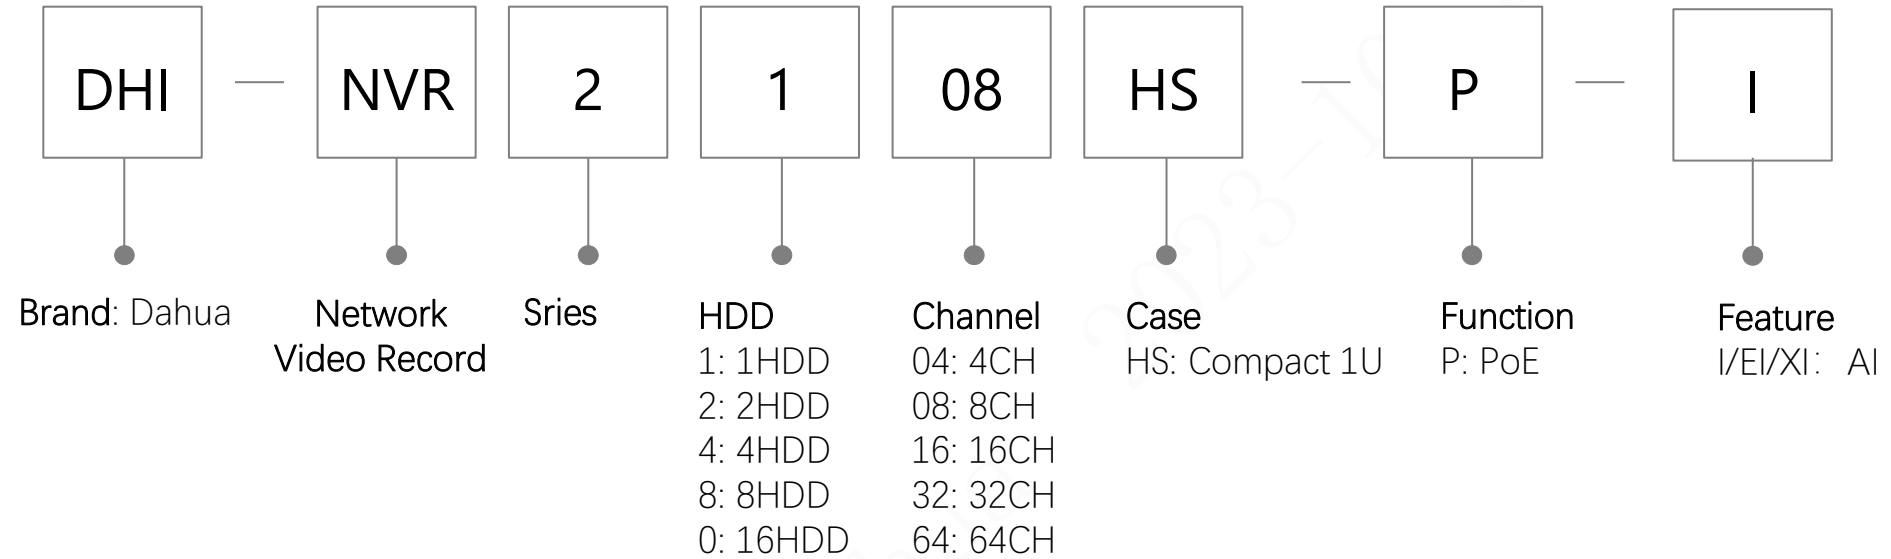 DHI — NVR 2 1 08 HS — P — I
Brand: Dahua
Network
Video Record
Sries
HDD
1: 1HDD
2: 2HDD
4: 4HDD
8: 8HDD
0: 16HDD
Channel
04: 4CH
08: 8CH
16: 16CH
32: 32CH
64: 64CH
Case
HS: Compact 1U
Function
P: PoE
Feature
I/EI/XI: AI
2023-10